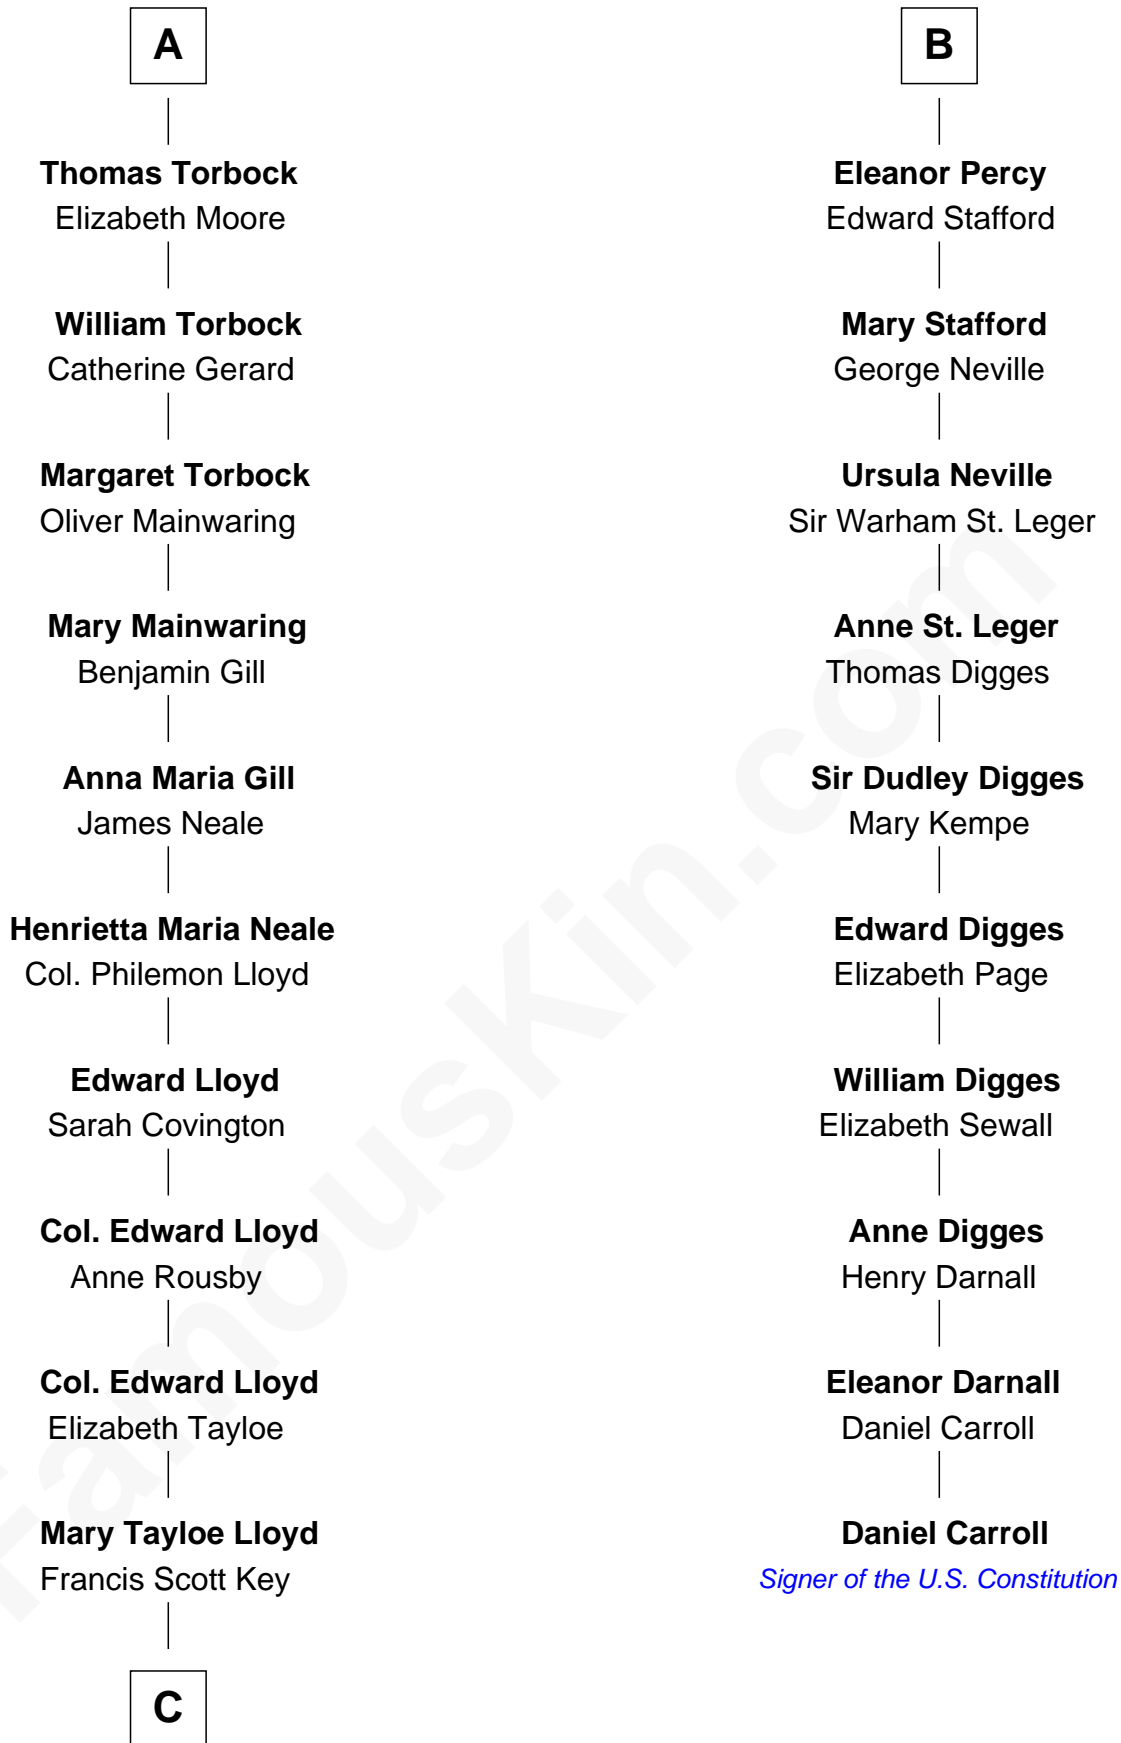 A
Thomas Torbock
Elizabeth Moore
William Torbock
Catherine Gerard
Margaret Torbock
Oliver Mainwaring
Mary Mainwaring
Benjamin Gill
Anna Maria Gill
James Neale
Henrietta Maria Neale
Col. Philemon Lloyd
Edward Lloyd
Sarah Covington
Col. Edward Lloyd
Anne Rousby
Col. Edward Lloyd
Elizabeth Tayloe
Mary Tayloe Lloyd
Francis Scott Key
C
B
Eleanor Percy
Edward Stafford
Mary Stafford
George Neville
Ursula Neville
Sir Warham St. Leger
Anne St. Leger
Thomas Digges
Sir Dudley Digges
Mary Kempe
Edward Digges
Elizabeth Page
William Digges
Elizabeth Sewall
Anne Digges
Henry Darnall
Eleanor Darnall
Daniel Carroll
Daniel Carroll
Signer of the U.S. Constitution
FamousKin.com